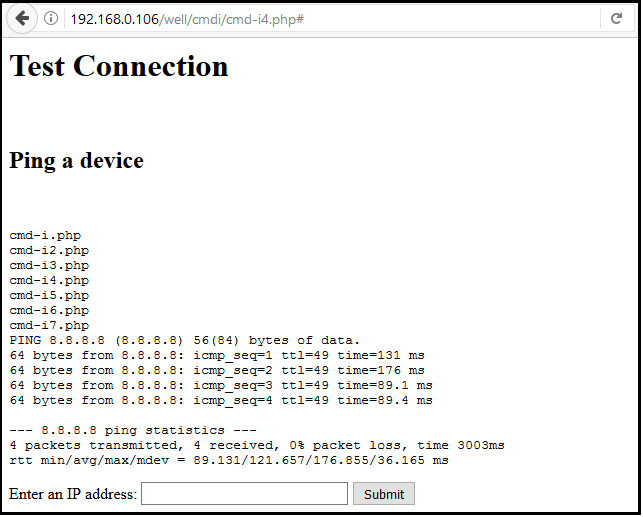 192.168.0.106/well/cmdi/cmd-i4.php#
Test Connection
Ping a device
cmd-i.php
cmd-i2.php
cmd-i3.php
cmd-i4.php
cmd-i5.php
cmd-i6.php
cmd-i7.php
PING 8.8.8.8 (8.8.8.8) 56(84) bytes of data.
64 bytes from 8.8.8.8: icmp_seq=1 ttl=49 time=131 ms
64 bytes from 8.8.8.8: icmp_seq=2 ttl=49 time=176 ms
64 bytes from 8.8.8.8: icmp_seq=3 ttl=49 time=89.1 ms
64 bytes from 8.8.8.8: icmp_seq=4 ttl=49 time=89.4 ms
--- 8.8.8.8 ping statistics ---
4 packets transmitted, 4 received, 0% packet loss, time 3003ms
rtt min/avg/max/mdev = 89.131/121.657/176.855/36.165 ms
Enter an IP address: Submit